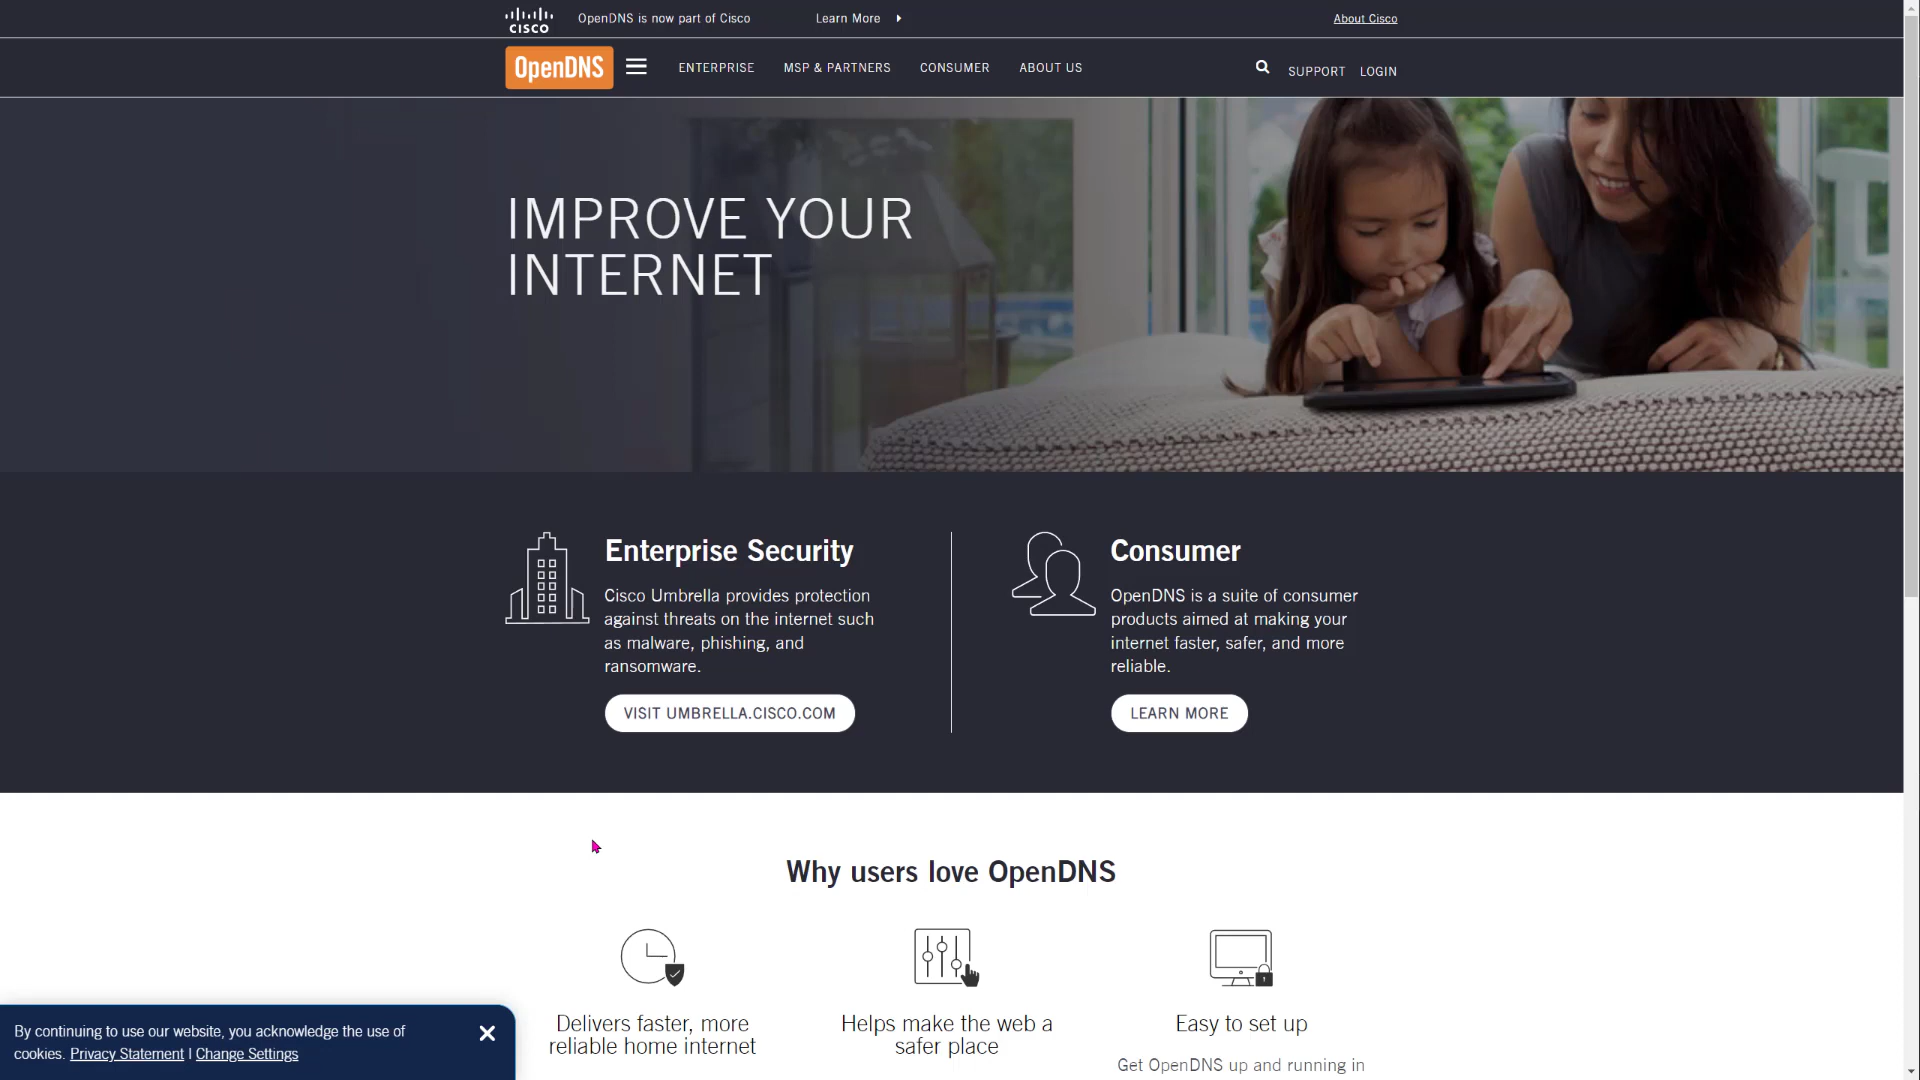 CISCO
OpenDNS is now part of Cisco
Learn More
About Cisco
OpenDNS
ENTERPRISE
MSP & PARTNERS
CONSUMER
ABOUT US
SUPPORT
LOGIN
IMPROVE YOUR
INTERNET
Enterprise Security
Cisco Umbrella provides protection
against threats on the internet such
as malware, phishing, and
ransomware.
VISIT UMBRELLA.CISCO.COM
Consumer
OpenDNS is a suite of consumer
products aimed at making your
internet faster, safer, and more
reliable.
LEARN MORE
Why users love OpenDNS
Delivers faster, more
reliable home internet
Helps make the web a
safer place
Easy to set up
Get OpenDNS up and running in
By continuing to use our website, you acknowledge the use of
cookies. Privacy Statement | Change Settings